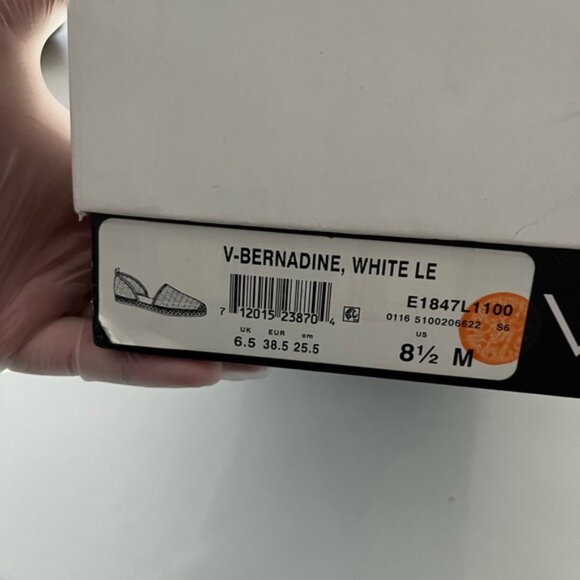 V-BERNADINE, WHITE LE
E1847L1100
7 12015 23870 4
0116 5100206622 S6
UK EUR cm
US
6.5 38.5 25.5
8½ M
V